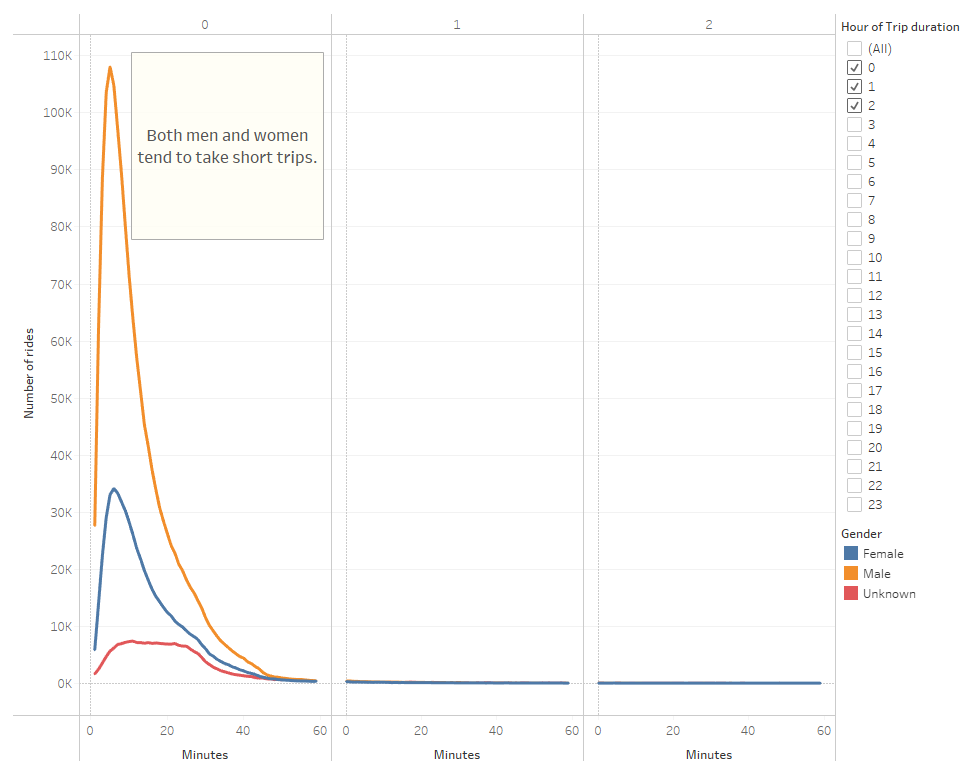 0 1 2
Hour of Trip duration
(All)
0
1
2
3
4
5
6
7
8
9
10
11
12
13
14
15
16
17
18
19
20
21
22
23
Gender
Female
Male
Unknown
Number of rides
110K
100K
90K
80K
70K
60K
50K
40K
30K
20K
10K
0K
Both men and women
tend to take short trips.
0 20 40 60 0 20 40 60 0 20 40 60
Minutes Minutes Minutes